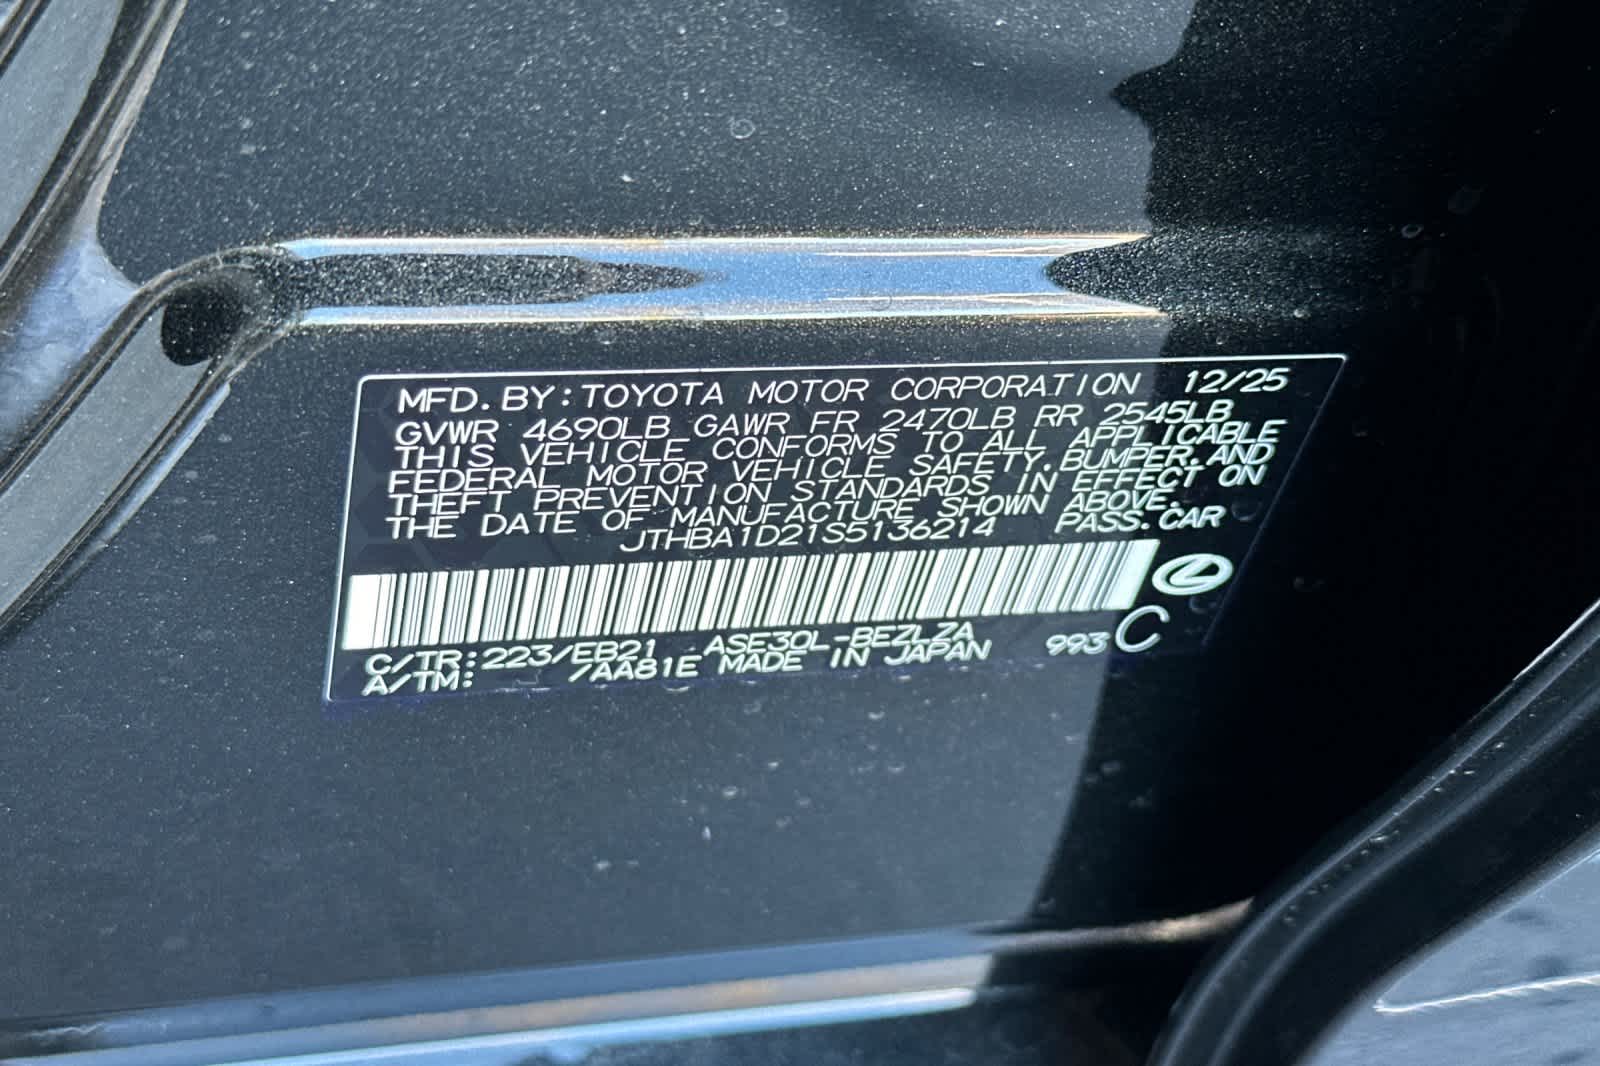 MFD. BY: TOYOTA MOTOR CORPORATION 12/25
GVWR 4690LB GAWR FR 2470LB RR 2545LB
THIS VEHICLE CONFORMS TO ALL APPLICABLE
FEDERAL MOTOR VEHICLE SAFETY, BUMPER, AND
THEFT PREVENTION STANDARDS IN EFFECT ON
THE DATE OF MANUFACTURE SHOWN ABOVE.
JTHBA1D21S5136214 PASS. CAR
C/TR: 223/EB21 ASE30L-BEZLZA 993 C
A/TM: /AA81E MADE IN JAPAN